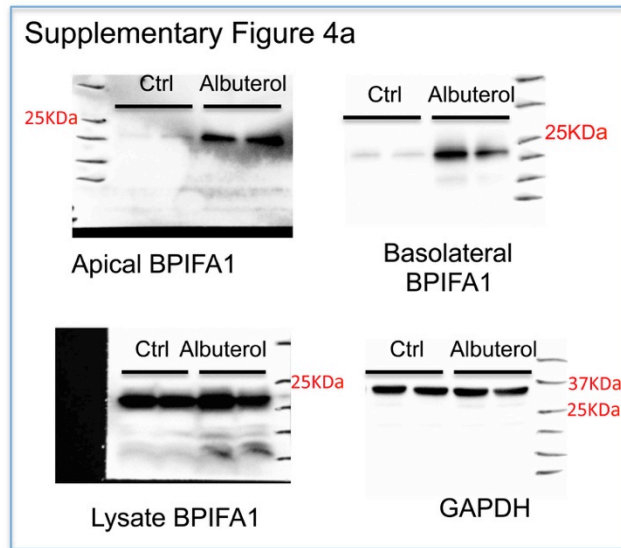 Supplementary Figure 4a
Ctrl Albuterol
25KDa
Apical BPIFA1
Ctrl Albuterol
25KDa
Basolateral
BPIFA1
Ctrl Albuterol
25KDa
Lysate BPIFA1
Ctrl Albuterol
37KDa
25KDa
GAPDH